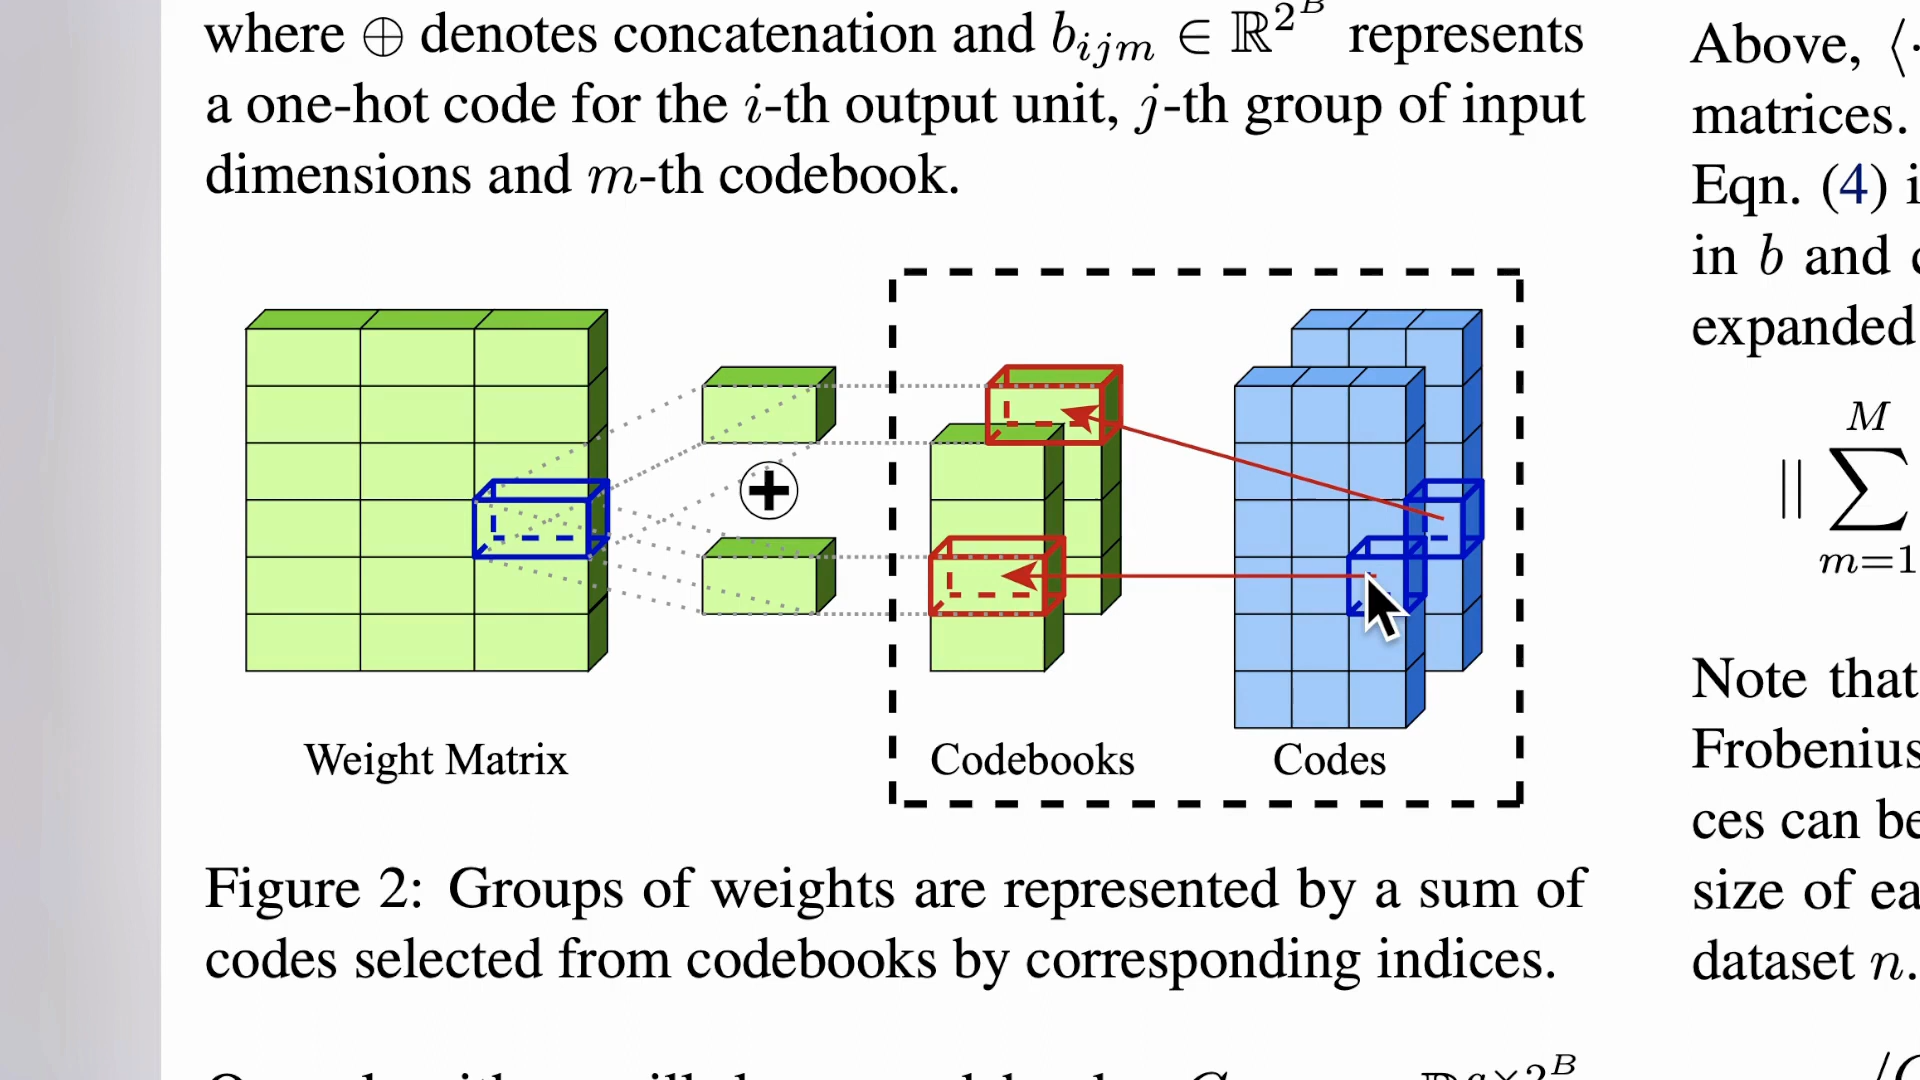 where ⊕ denotes concatenation and b_{ijm} ∈ ℝ^{2^B} represents
a one-hot code for the i-th output unit, j-th group of input
dimensions and m-th codebook.
Weight Matrix
Codebooks
Codes
Figure 2: Groups of weights are represented by a sum of
codes selected from codebooks by corresponding indices.
Above, ⟨·
matrices.
Eqn. (4) i
in b and
expanded
|| ∑_{m=1}^{M}
Note that
Frobenius
ces can be
size of ea
dataset n.